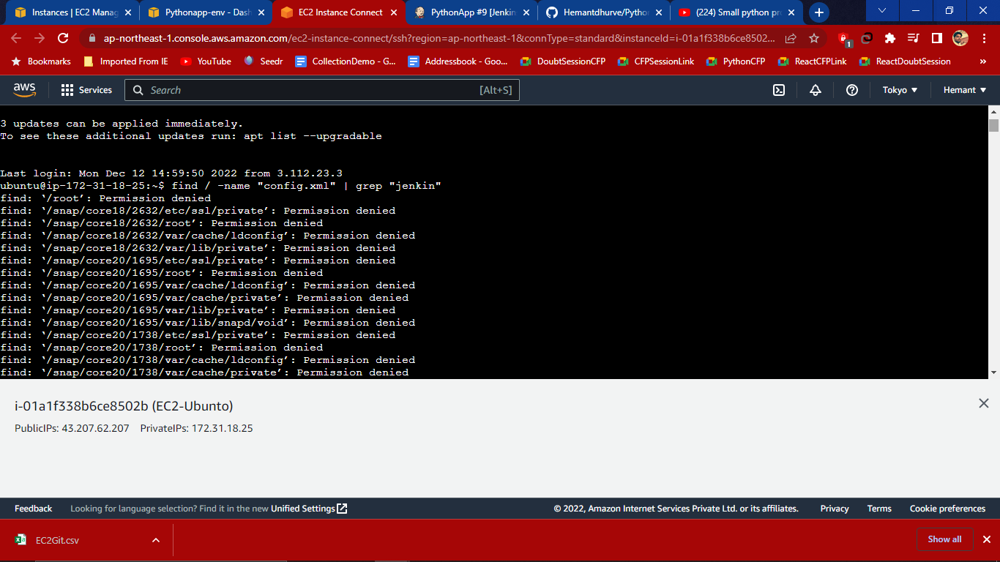 Instances | EC2 Manag
Pythonapp-env - Dash
EC2 Instance Connect
PythonApp #9 [Jenkin
Hemantdhurve/Pytho
(224) Small python pr
ap-northeast-1.console.aws.amazon.com/ec2-instance-connect/ssh?region=ap-northeast-1&connType=standard&instanceId=i-01a1f338b6ce8502...
1
Bookmarks
Imported From IE
YouTube
Seedr
CollectionDemo - G...
Addressbook - Goo...
DoubtSessionCFP
CFPSessionLink
PythonCFP
ReactCFPLink
ReactDoubtSession
»
aws
Services
Search
[Alt+S]
Tokyo
Hemant
3 updates can be applied immediately.
To see these additional updates run: apt list --upgradable
Last login: Mon Dec 12 14:59:50 2022 from 3.112.23.3
ubuntu@ip-172-31-18-25:~$ find / -name "config.xml" | grep "jenkin"
find: ‘/root’: Permission denied
find: ‘/snap/core18/2632/etc/ssl/private’: Permission denied
find: ‘/snap/core18/2632/root’: Permission denied
find: ‘/snap/core18/2632/var/cache/ldconfig’: Permission denied
find: ‘/snap/core18/2632/var/lib/private’: Permission denied
find: ‘/snap/core20/1695/etc/ssl/private’: Permission denied
find: ‘/snap/core20/1695/root’: Permission denied
find: ‘/snap/core20/1695/var/cache/ldconfig’: Permission denied
find: ‘/snap/core20/1695/var/cache/private’: Permission denied
find: ‘/snap/core20/1695/var/lib/private’: Permission denied
find: ‘/snap/core20/1695/var/lib/snapd/void’: Permission denied
find: ‘/snap/core20/1738/etc/ssl/private’: Permission denied
find: ‘/snap/core20/1738/root’: Permission denied
find: ‘/snap/core20/1738/var/cache/ldconfig’: Permission denied
find: ‘/snap/core20/1738/var/cache/private’: Permission denied
i-01a1f338b6ce8502b (EC2-Ubunto)
PublicIPs: 43.207.62.207 PrivateIPs: 172.31.18.25
Feedback
Looking for language selection? Find it in the new Unified Settings
© 2022, Amazon Internet Services Private Ltd. or its affiliates.
Privacy
Terms
Cookie preferences
EC2Git.csv
Show all